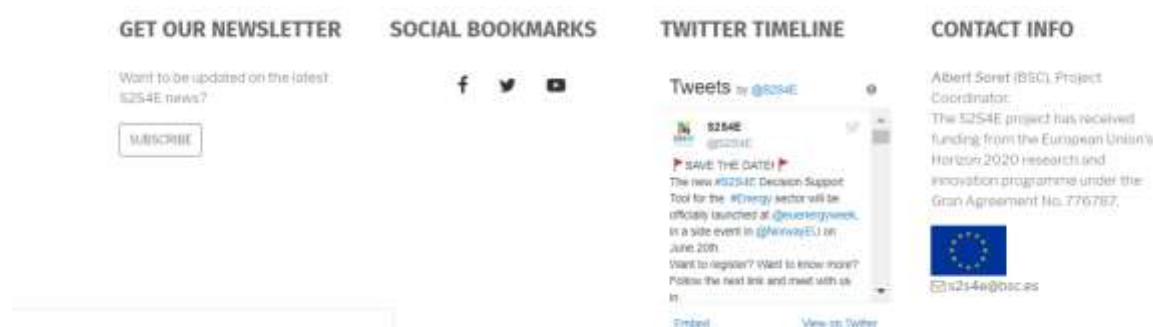 GET OUR NEWSLETTER
Want to be updated on the latest
S2S4E news?
SUBSCRIBE
SOCIAL BOOKMARKS
TWITTER TIMELINE
Tweets by @S2S4E
S2S4E
@S2S4E
SAVE THE DATE!
The new #S2S4E Decision Support
Tool for the #Energy sector will be
officially launched at @euenergyweek,
in a side event in @NorwayEU on
June 20th.
Want to register? Want to know more?
Follow the next link and meet with us
in
Embed
View on Twitter
CONTACT INFO
Albert Soret (BSC), Project
Coordinator.
The S2S4E project has received
funding from the European Union's
Horizon 2020 research and
innovation programme under the
Gran Agreement No. 776787.
s2s4e@bsc.es